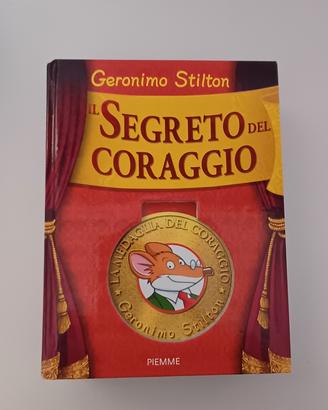 Geronimo Stilton
IL SEGRETO DEL
CORAGGIO
LA MEDAGLIA DEL CORAGGIO
Geronimo Stilton
PIEMME